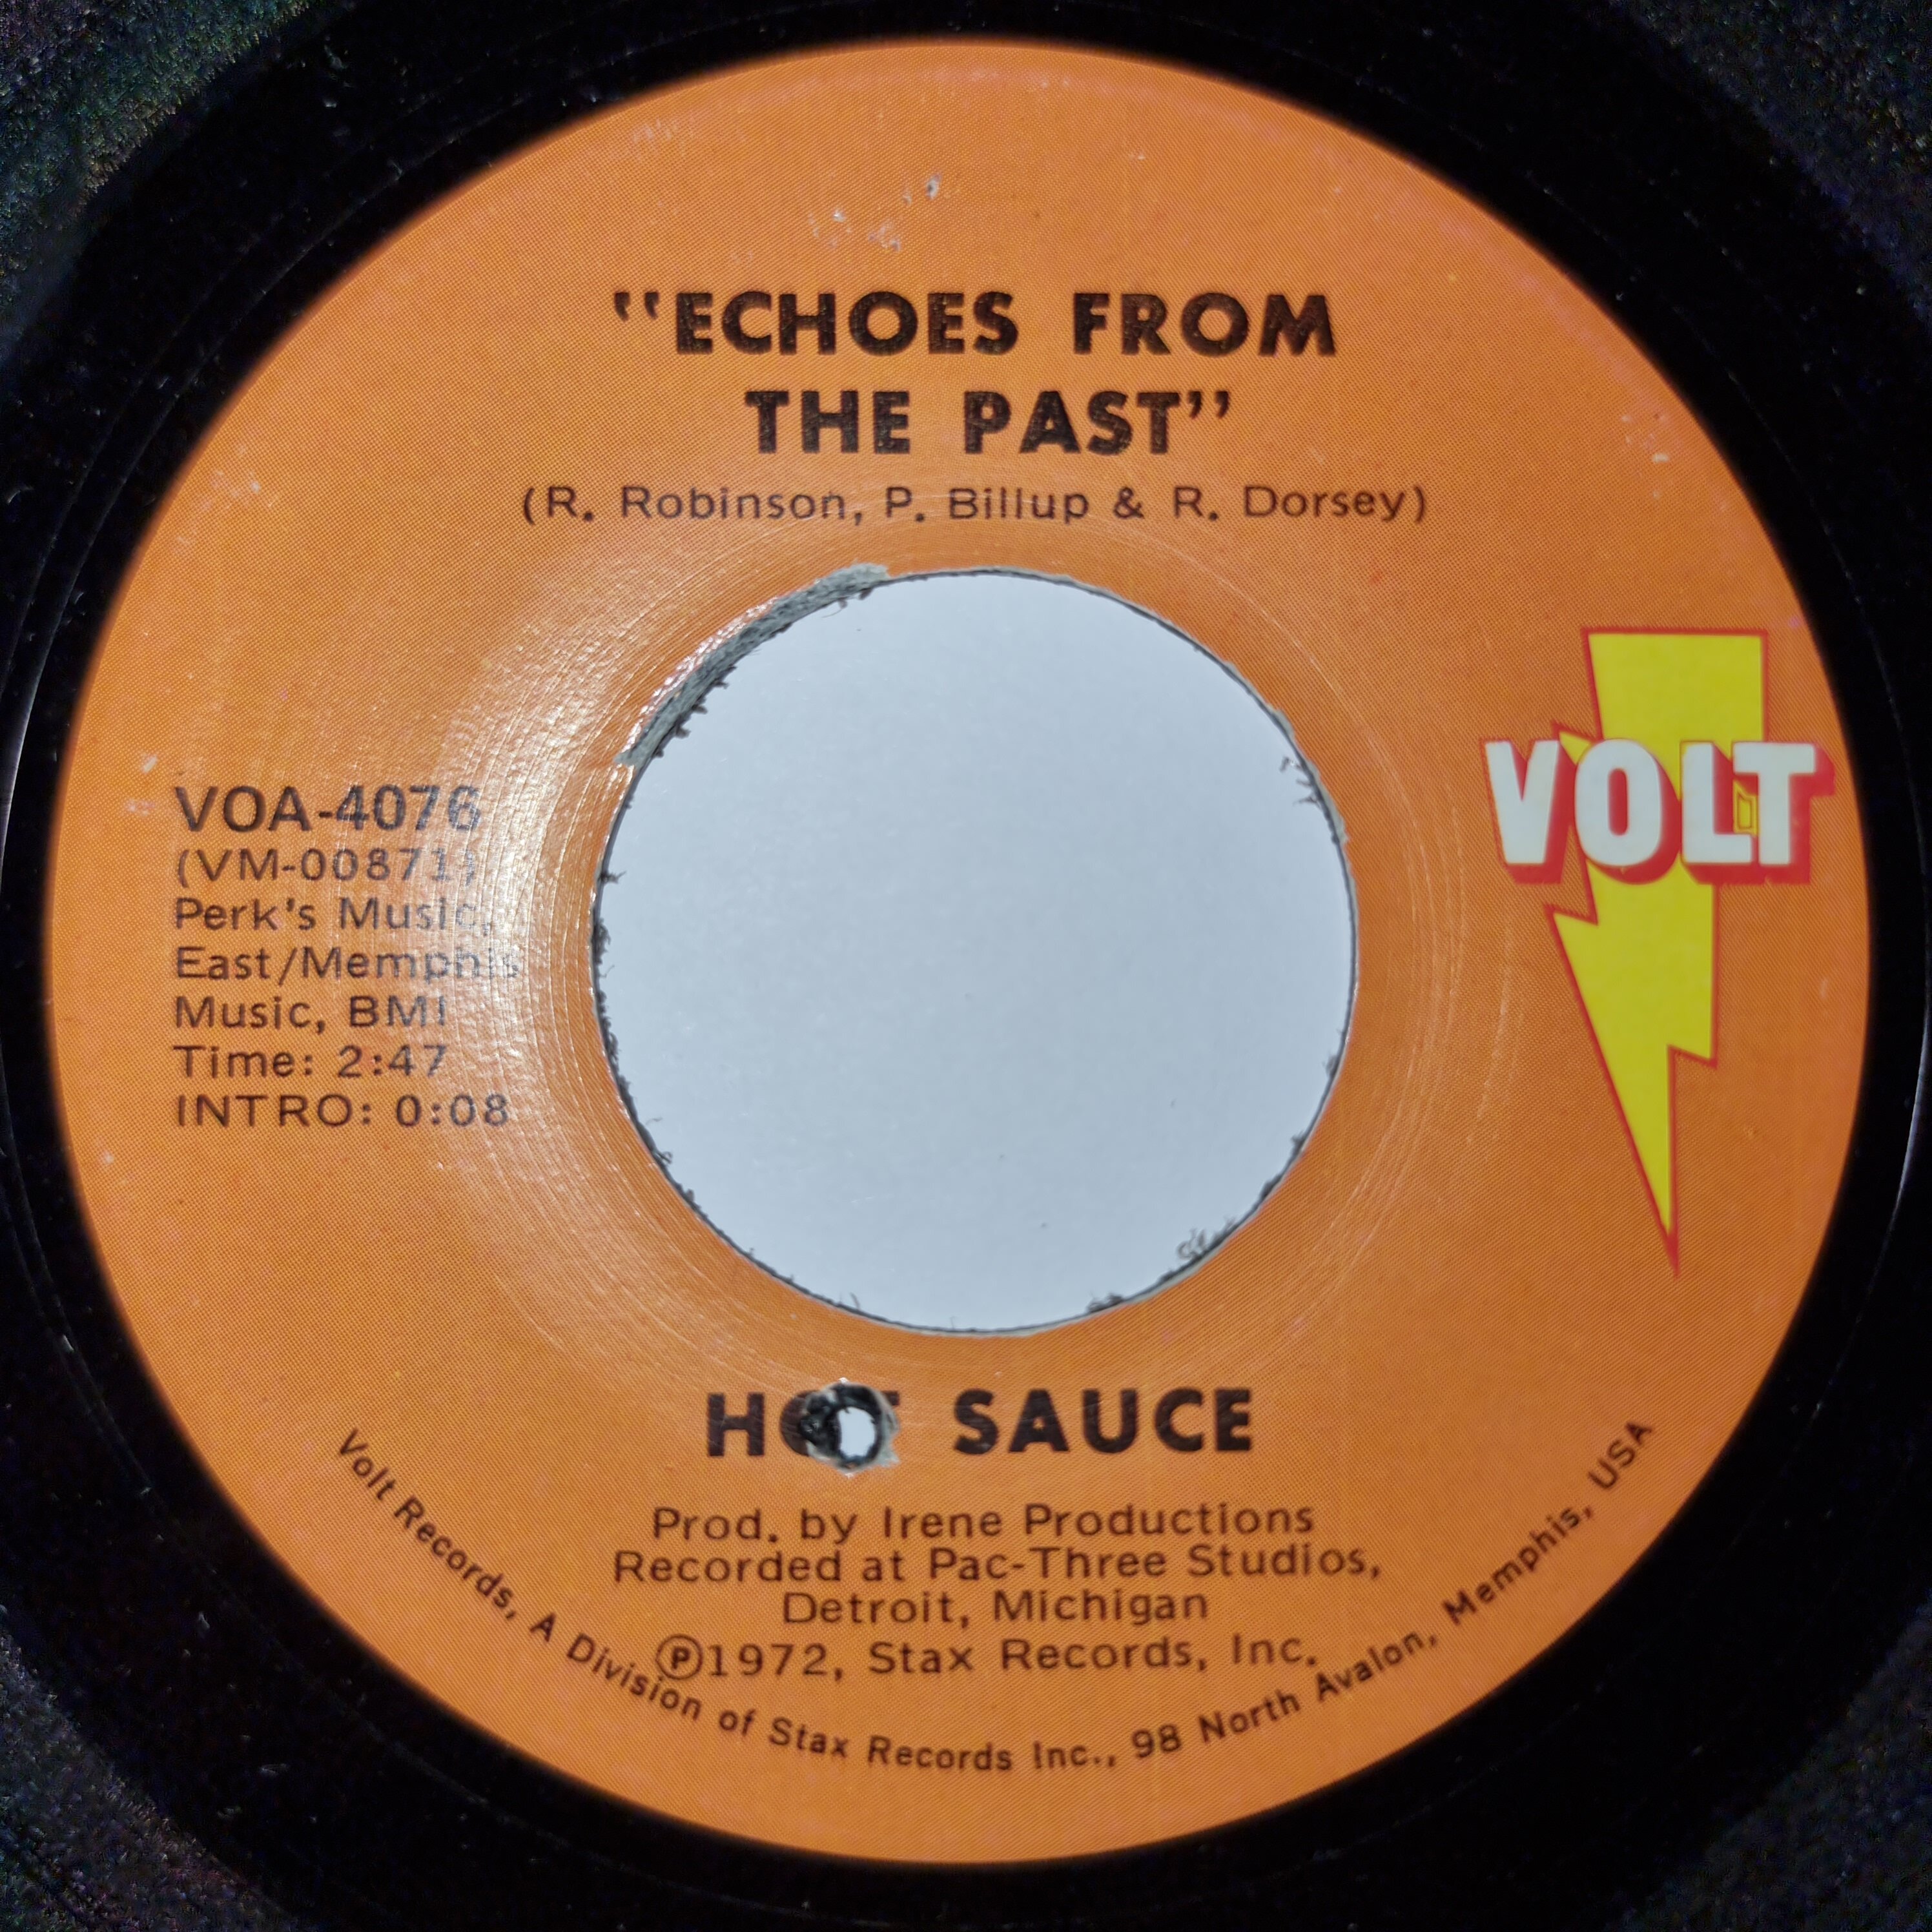 "ECHOES FROM
THE PAST"
(R. Robinson, P. Billup & R. Dorsey)
VOA-4076
(VM-00871)
Perk's Music,
East/Memphis
Music, BMI
Time: 2:47
INTRO: 0:08
VOLT
HOT SAUCE
Prod. by Irene Productions
Recorded at Pac-Three Studios,
Detroit, Michigan
Ⓟ1972, Stax Records, Inc.
Volt Records, A Division of Stax Records Inc., 98 North Avalon, Memphis, USA